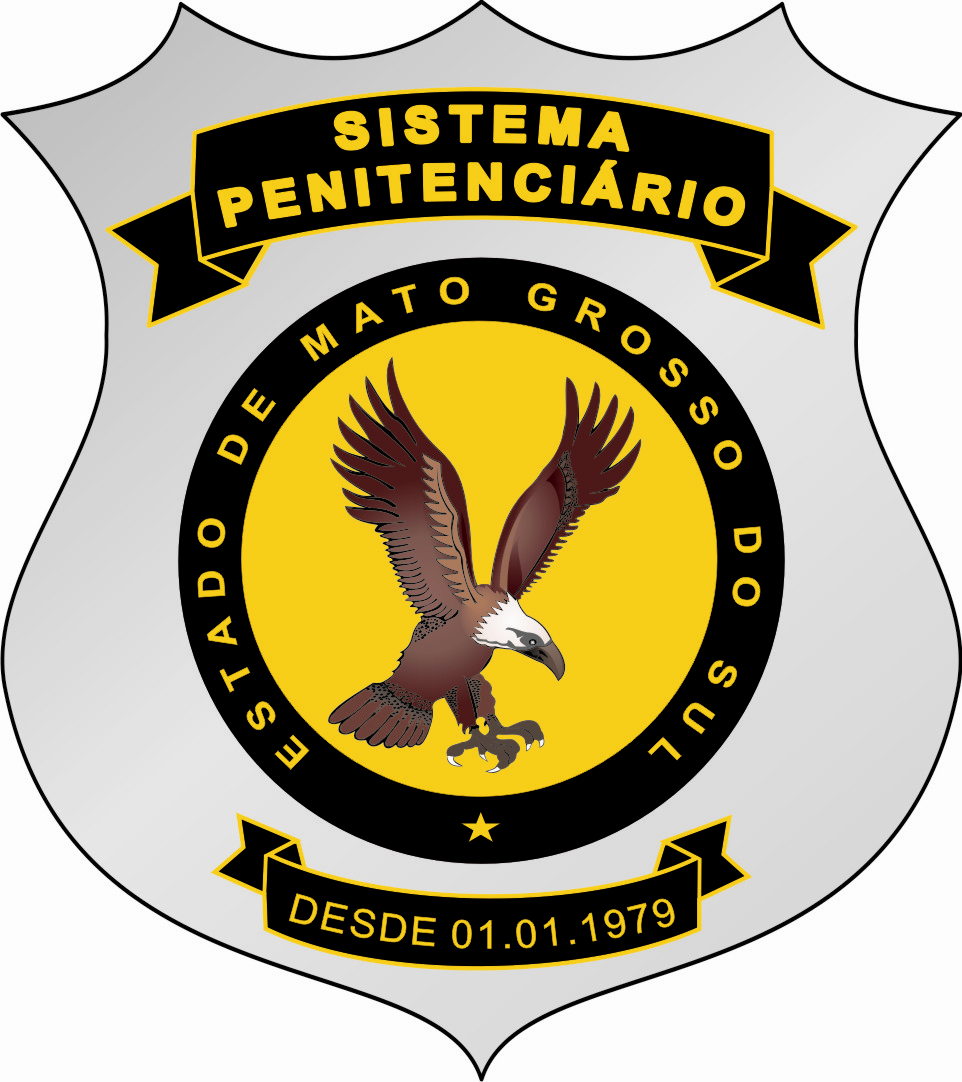 SISTEMA
PENITENCIÁRIO
ESTADO DE MATO GROSSO DO SUL
DESDE 01.01.1979